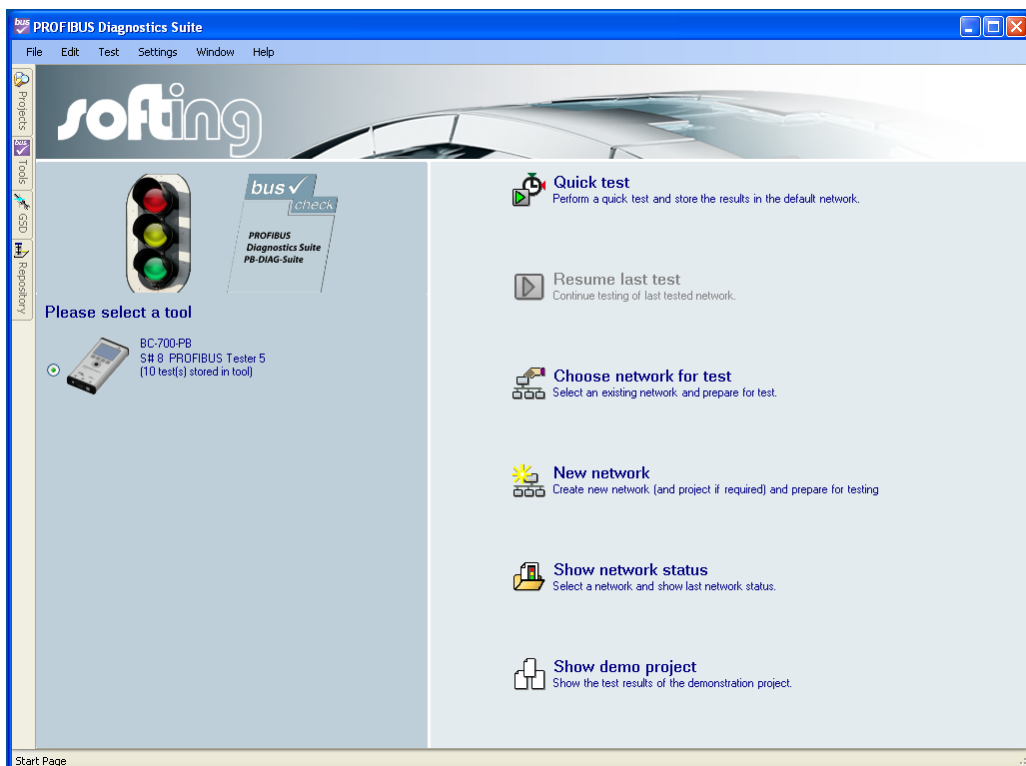 bus PROFIBUS Diagnostics Suite
File Edit Test Settings Window Help
Projects
bus
Tools
GSD
Repository
softing
bus
check
PROFIBUS
Diagnostics Suite
PB-DIAG-Suite
Please select a tool
BC-700-PB
S# 8 PROFIBUS Tester 5
(10 test(s) stored in tool)
Quick test
Perform a quick test and store the results in the default network.
Resume last test
Continue testing of last tested network.
Choose network for test
Select an existing network and prepare for test.
New network
Create new network (and project if required) and prepare for testing
Show network status
Select a network and show last network status.
Show demo project
Show the test results of the demonstration project.
Start Page